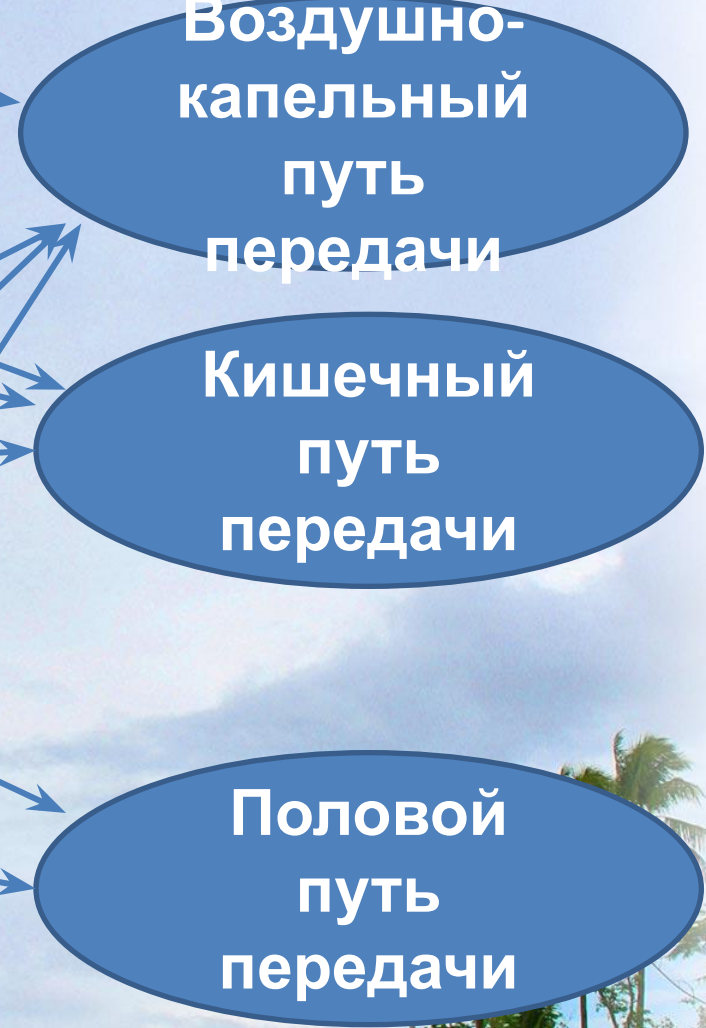 Воздушно-
капельный
путь
передачи
Кишечный
путь
передачи
Половой
путь
передачи